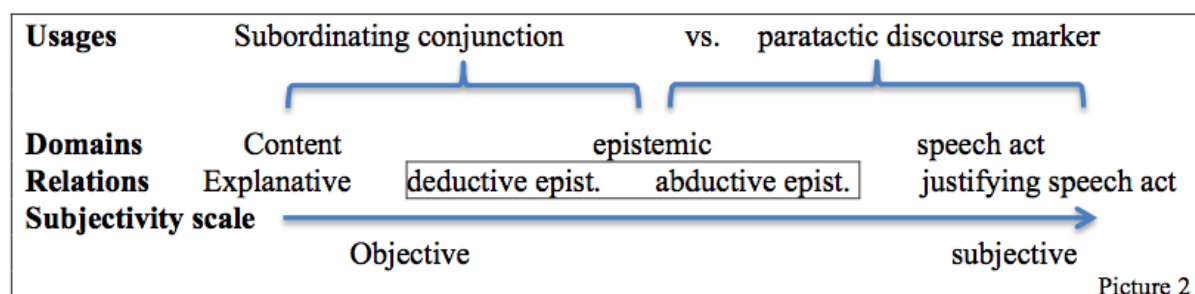 Usages Subordinating conjunction vs. paratactic discourse marker
Domains Content epistemic speech act
Relations Explanative deductive epist. abductive epist. justifying speech act
Subjectivity scale
Objective subjective
Picture 2